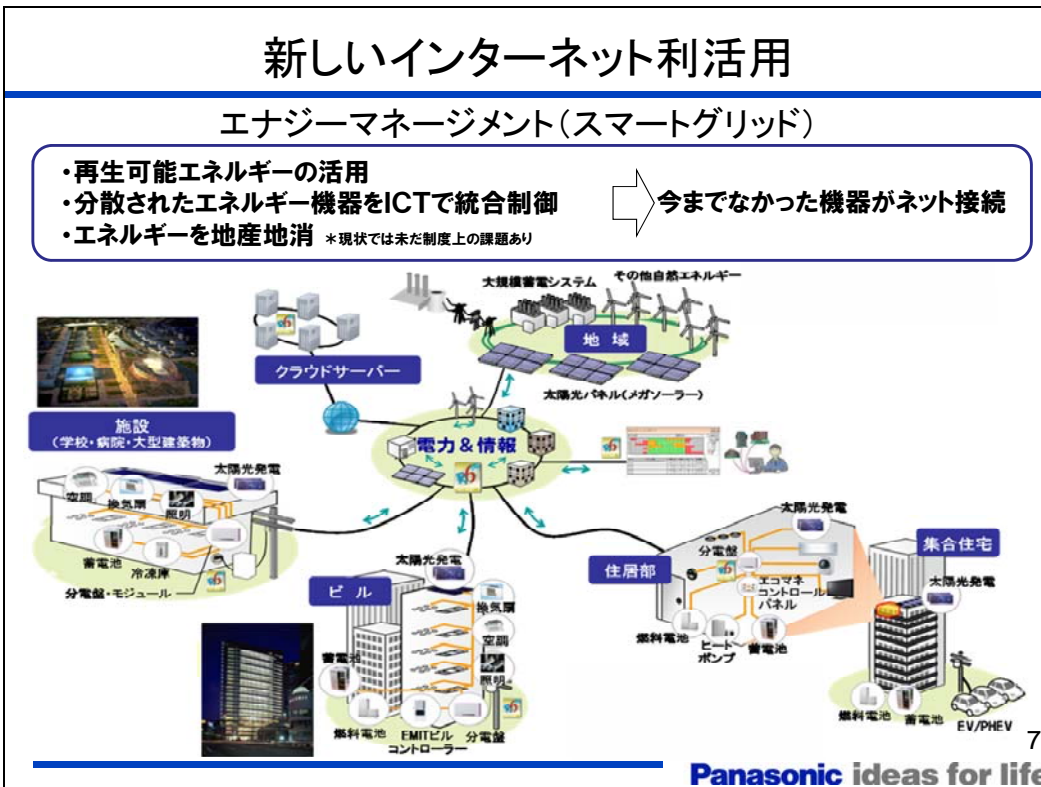 新しいインターネット利活用
エナジーマネージメント（スマートグリッド）
・再生可能エネルギーの活用
・分散されたエネルギー機器をICTで統合制御
・エネルギーを地産地消 ＊現状では未だ制度上の課題あり
今までなかった機器がネット接続
大規模蓄電システム
その他自然エネルギー
地域
太陽光パネル（メガソーラー）
クラウドサーバー
電力＆情報
施設
（学校・病院・大型建築物）
太陽光発電
空調
換気扇
照明
蓄電池
冷凍庫
分電盤・モジュール
ビル
太陽光発電
換気扇
空調
照明
蓄電池
燃料電池
EMITビル
コントローラー
分電盤
住居部
太陽光発電
分電盤
エコマネ
コントロール
パネル
燃料電池
ヒート
ポンプ
蓄電池
集合住宅
太陽光発電
燃料電池
蓄電池
EV/PHEV
7
Panasonic ideas for life